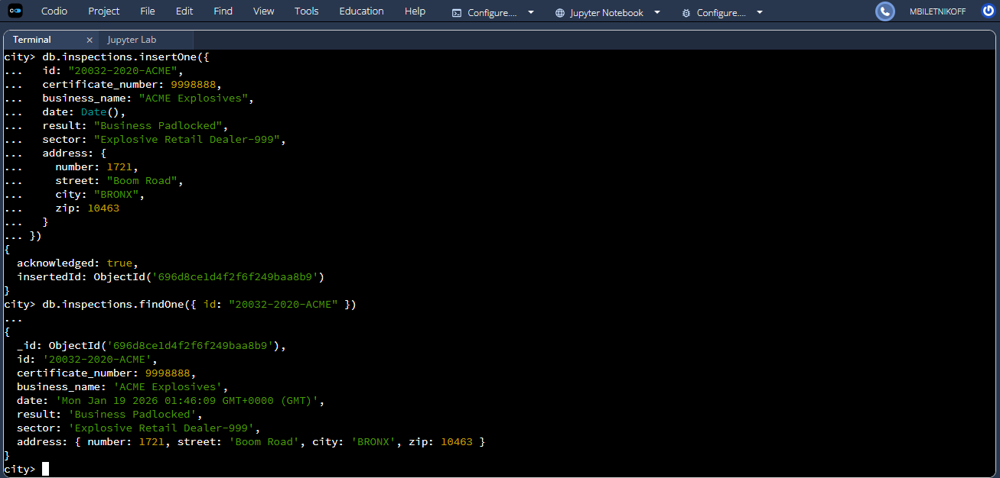 Codio Project File Edit Find View Tools Education Help Configure.... Jupyter Notebook Configure.... MBILETNIKOFF
Terminal × Jupyter Lab
city> db.inspections.insertOne({
...   id: "20032-2020-ACME",
...   certificate_number: 9998888,
...   business_name: "ACME Explosives",
...   date: Date(),
...   result: "Business Padlocked",
...   sector: "Explosive Retail Dealer-999",
...   address: {
...     number: 1721,
...     street: "Boom Road",
...     city: "BRONX",
...     zip: 10463
...   }
... })
{
  acknowledged: true,
  insertedId: ObjectId('696d8ce1d4f2f6f249baa8b9')
}
city> db.inspections.findOne({ id: "20032-2020-ACME" })
...
{
  _id: ObjectId('696d8ce1d4f2f6f249baa8b9'),
  id: '20032-2020-ACME',
  certificate_number: 9998888,
  business_name: 'ACME Explosives',
  date: 'Mon Jan 19 2026 01:46:09 GMT+0000 (GMT)',
  result: 'Business Padlocked',
  sector: 'Explosive Retail Dealer-999',
  address: { number: 1721, street: 'Boom Road', city: 'BRONX', zip: 10463 }
}
city>